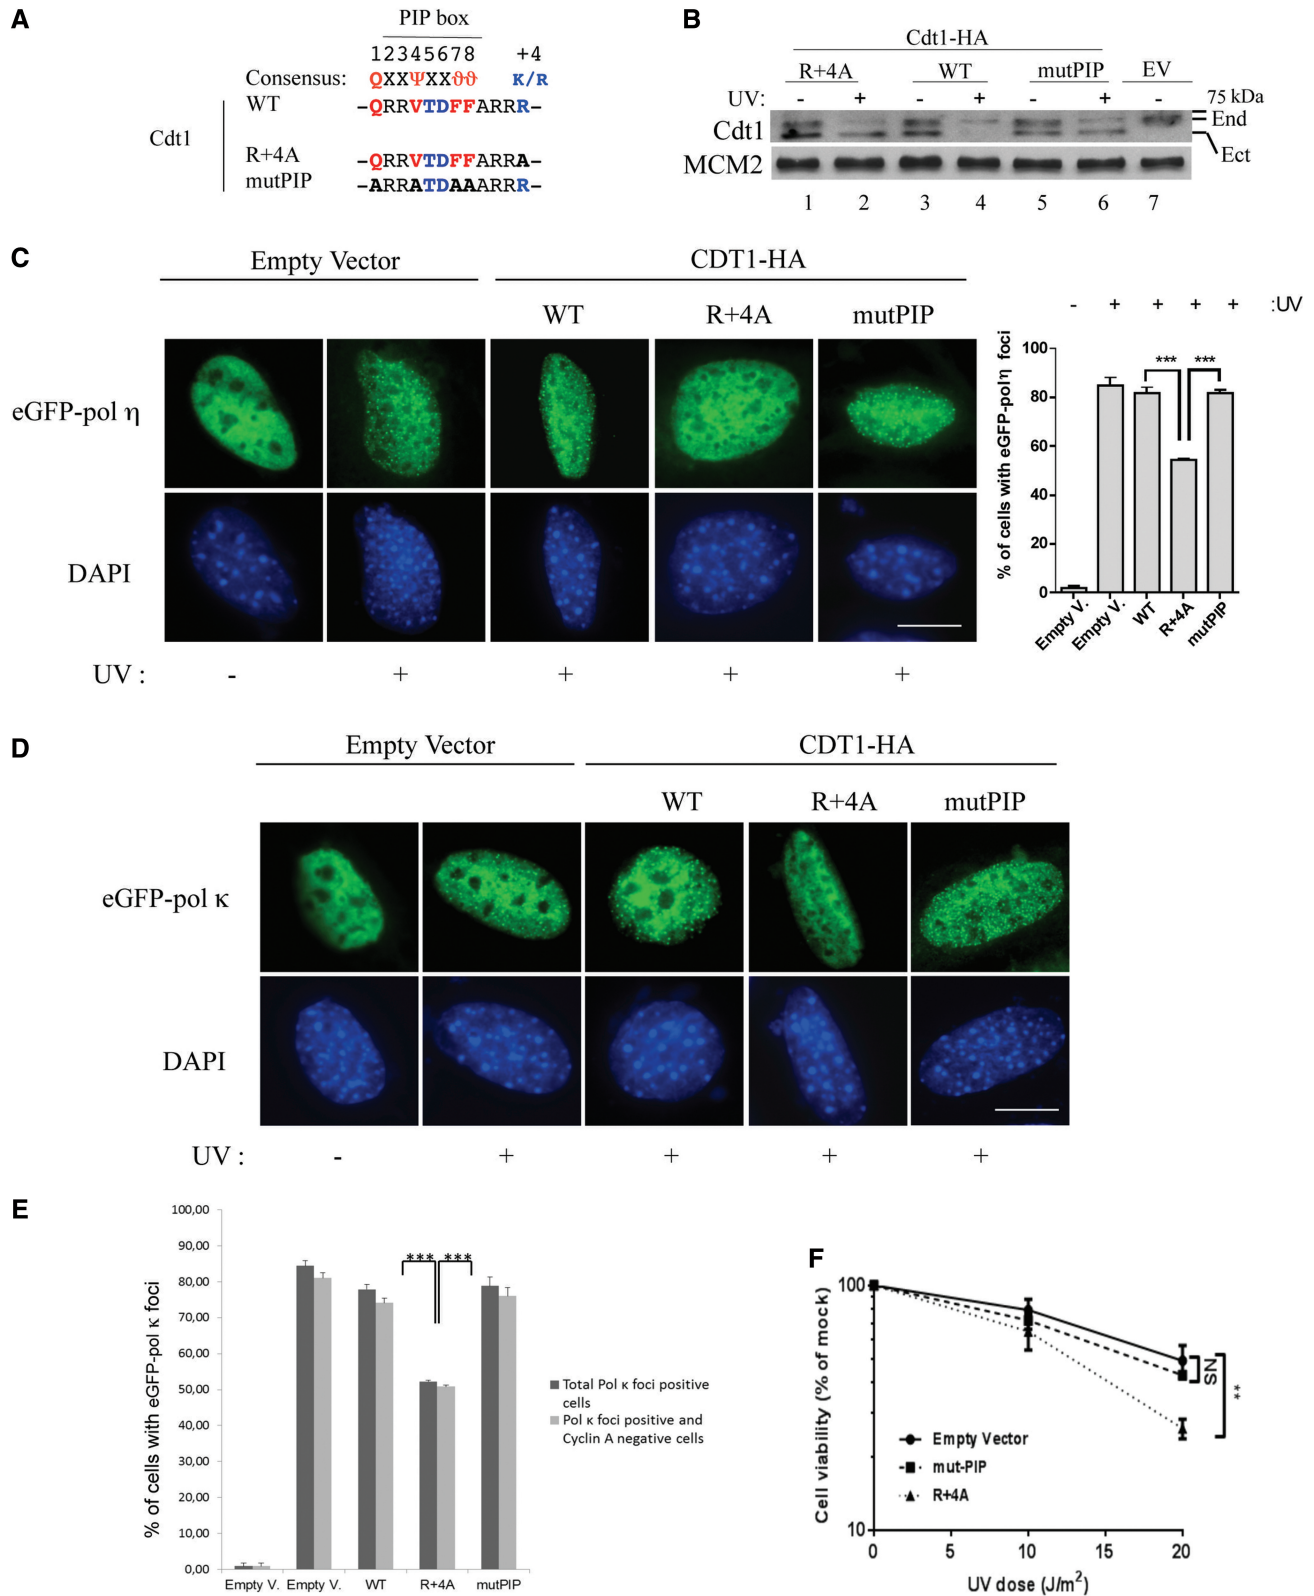 A
PIP box
12345678 +4
Consensus: QXXΨXXϑϑ K/R
WT -QRRVTDFFARRR-
Cdt1
R+4A -QRRVTDFFARRA-
mutPIP -ARRATDAAARRR-
B
Cdt1-HA
R+4A WT mutPIP EV
UV: - + - + - + - 75 kDa
End
Cdt1
Ect
MCM2
1 2 3 4 5 6 7
C
Empty Vector CDT1-HA
WT R+4A mutPIP
eGFP-pol η
DAPI
UV : - + + + +
- + + + + :UV
% of cells with eGFP-polη foci
100
80
60
40
20
0
*** ***
Empty V. Empty V. WT R+4A mutPIP
D
Empty Vector CDT1-HA
WT R+4A mutPIP
eGFP-pol κ
DAPI
UV : - + + + +
E
% of cells with eGFP-pol κ foci
100,00
90,00
80,00
70,00
60,00
50,00
40,00
30,00
20,00
10,00
0,00
*** ***
Empty V. Empty V. WT R+4A mutPIP
Total Pol κ foci positive
cells
Pol κ foci positive and
Cyclin A negative cells
F
Cell viability (% of mock)
100
10
NS
**
Empty Vector
mut-PIP
R+4A
0 5 10 15 20
UV dose (J/m²)